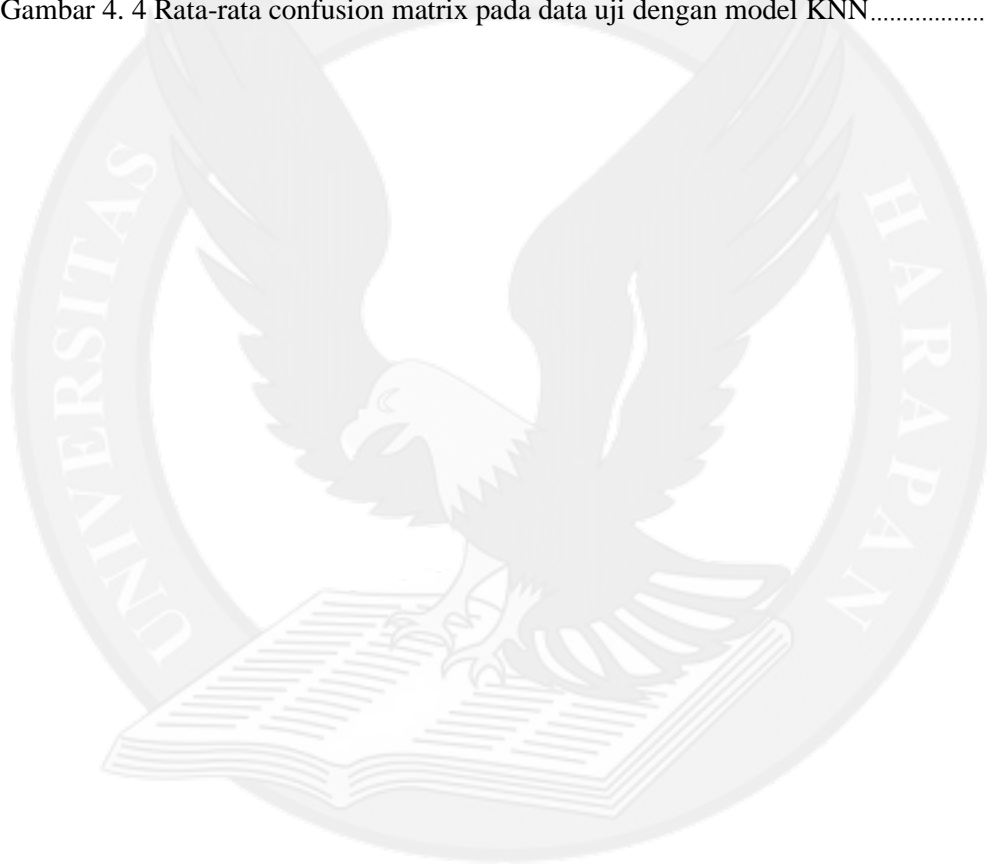 Gambar 4. 4 Rata-rata confusion matrix pada data uji dengan model KNN..................
UNIVERSITAS
HARAPAN